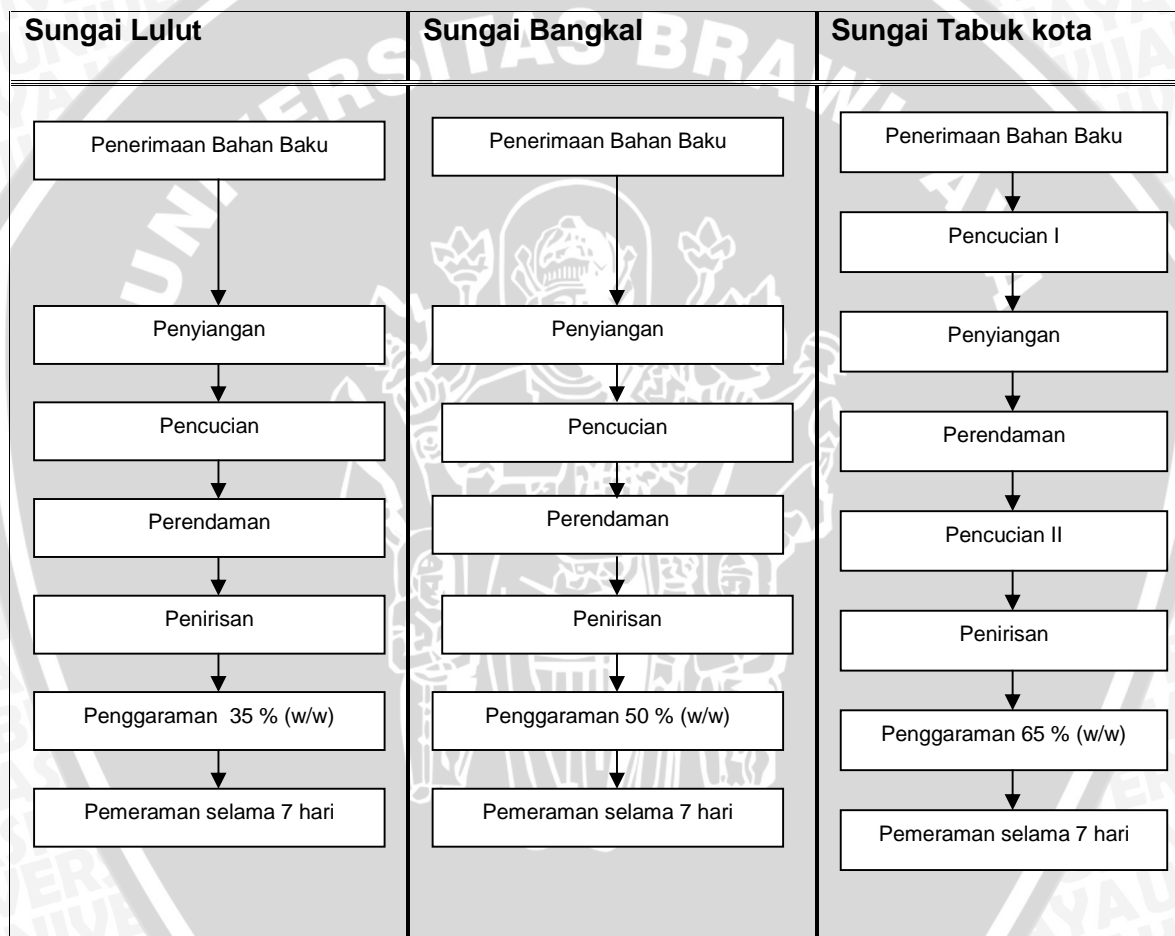 Sungai Lulut
Penerimaan Bahan Baku
Penyiangan
Pencucian
Perendaman
Penirisan
Penggaraman 35 % (w/w)
Pemeraman selama 7 hari
Sungai Bangkal
Penerimaan Bahan Baku
Penyiangan
Pencucian
Perendaman
Penirisan
Penggaraman 50 % (w/w)
Pemeraman selama 7 hari
Sungai Tabuk kota
Penerimaan Bahan Baku
Pencucian I
Penyiangan
Perendaman
Pencucian II
Penirisan
Penggaraman 65 % (w/w)
Pemeraman selama 7 hari
UNIVERSITAS BRAWIJAYA